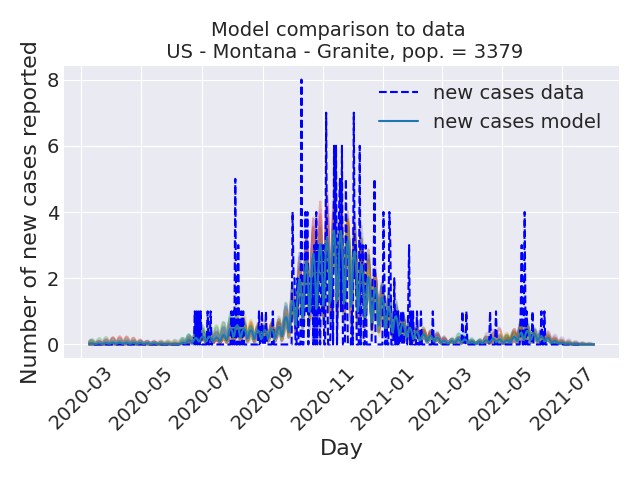 Model comparison to data
US - Montana - Granite, pop. = 3379
Number of new cases reported
8
6
4
2
0
new cases data
new cases model
2020-03
2020-05
2020-07
2020-09
2020-11
2021-01
2021-03
2021-05
2021-07
Day